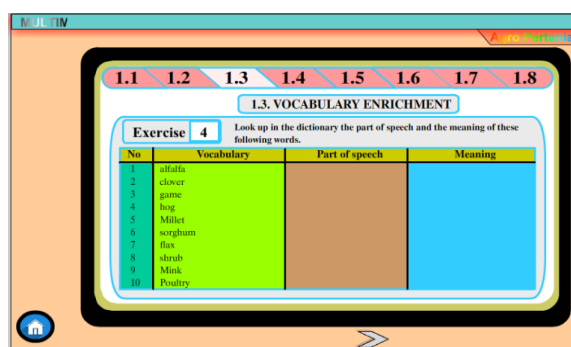 MULTIM
Agro Pertania
1.1 1.2 1.3 1.4 1.5 1.6 1.7 1.8
1.3. VOCABULARY ENRICHMENT
Exercise 4
Look up in the dictionary the part of speech and the meaning of these
following words.
No Vocabulary Part of speech Meaning
1 alfalfa
2 clover
3 game
4 hog
5 Millet
6 sorghum
7 flax
8 shrub
9 Mink
10 Poultry